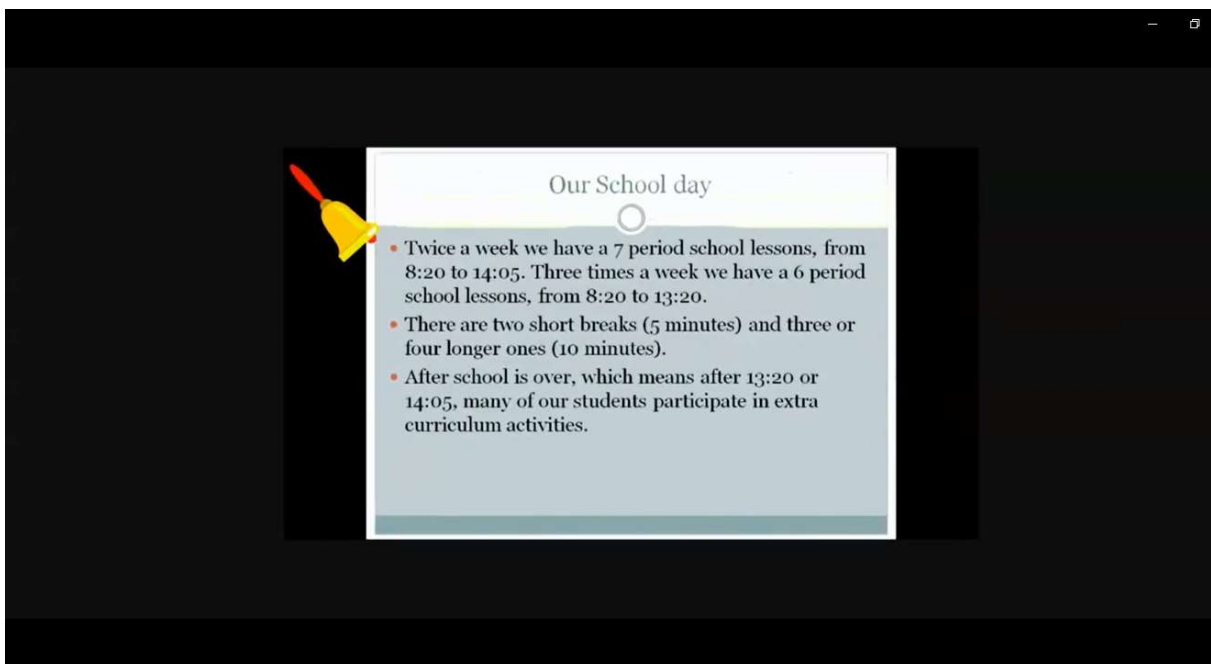 Our School day
• Twice a week we have a 7 period school lessons, from
8:20 to 14:05. Three times a week we have a 6 period
school lessons, from 8:20 to 13:20.
• There are two short breaks (5 minutes) and three or
four longer ones (10 minutes).
• After school is over, which means after 13:20 or
14:05, many of our students participate in extra
curriculum activities.